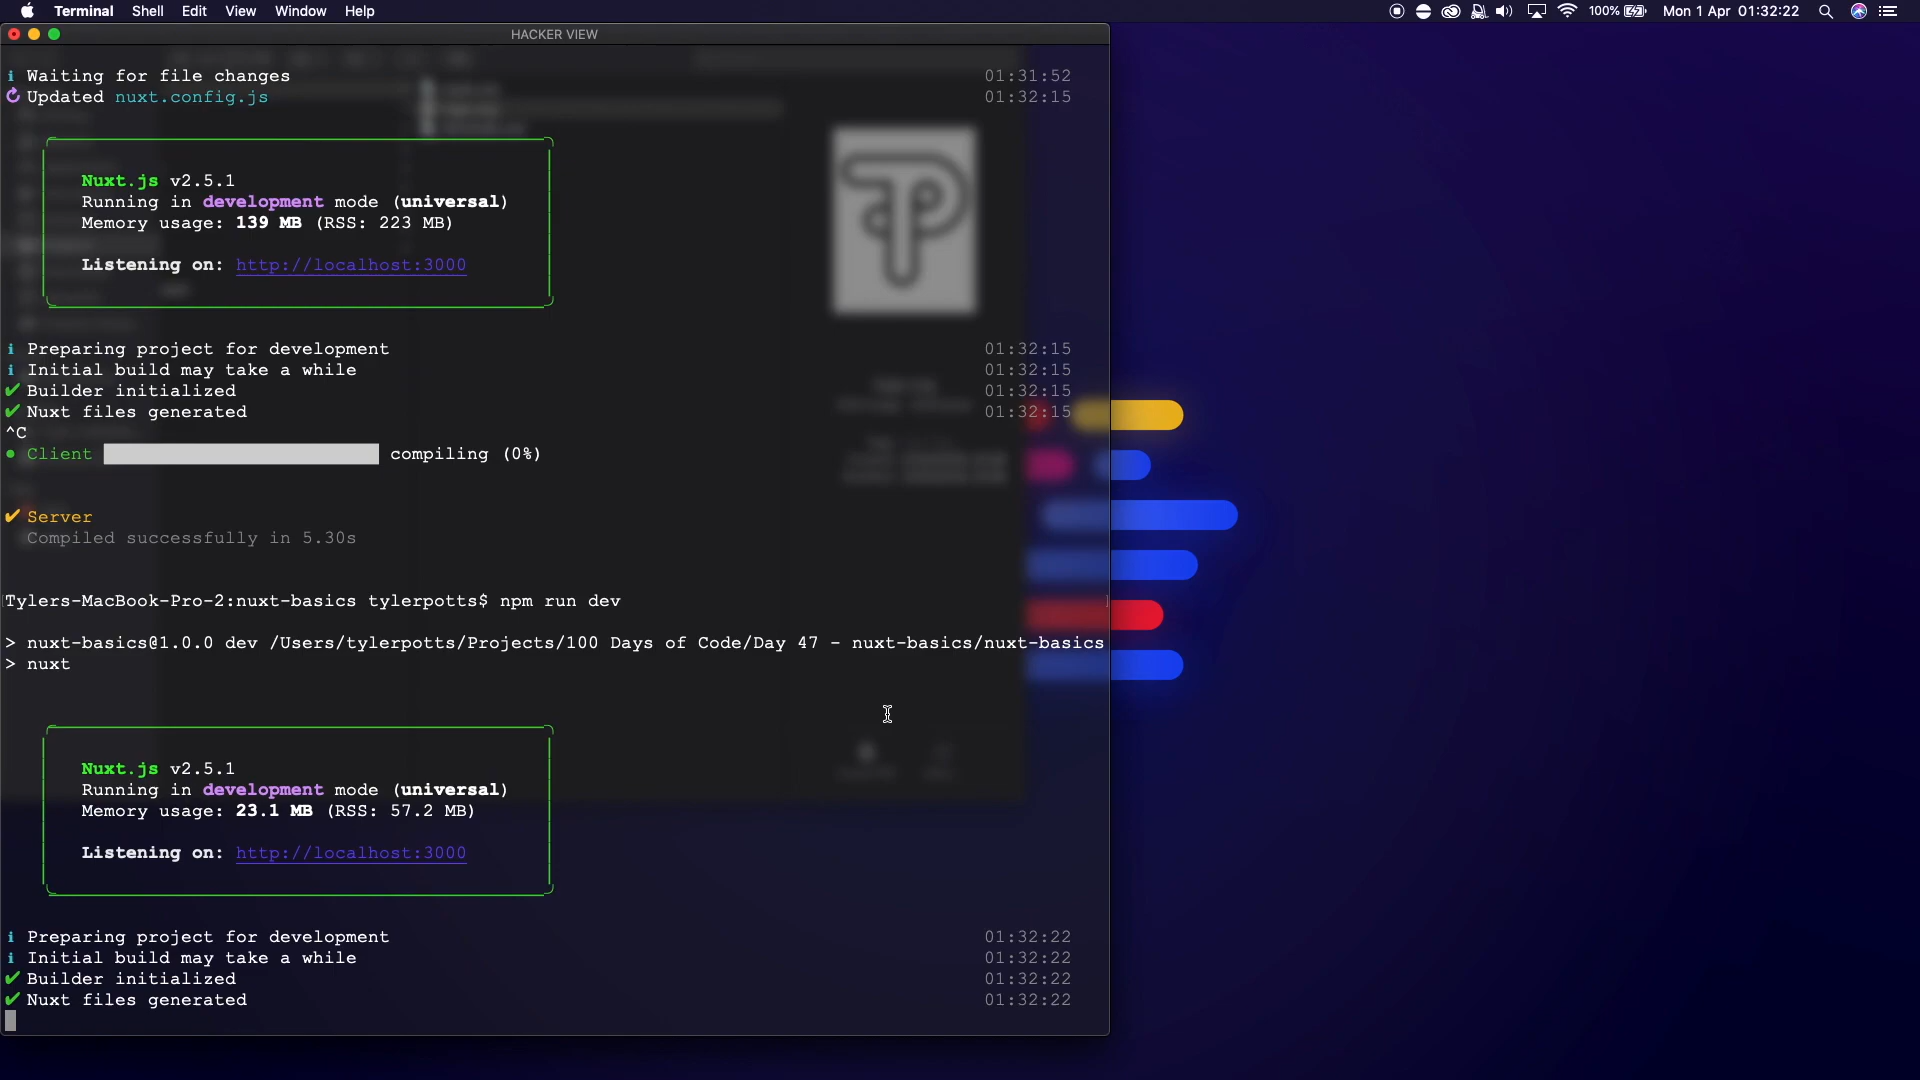 Terminal Shell Edit View Window Help 100% Mon 1 Apr 01:32:22
HACKER VIEW
ℹ Waiting for file changes 01:31:52
↻ Updated nuxt.config.js 01:32:15
Nuxt.js v2.5.1
Running in development mode (universal)
Memory usage: 139 MB (RSS: 223 MB)
Listening on: http://localhost:3000
ℹ Preparing project for development 01:32:15
ℹ Initial build may take a while 01:32:15
✔ Builder initialized 01:32:15
✔ Nuxt files generated 01:32:15
^C
● Client compiling (0%)
✔ Server
Compiled successfully in 5.30s
Tylers-MacBook-Pro-2:nuxt-basics tylerpotts$ npm run dev
> nuxt-basics@1.0.0 dev /Users/tylerpotts/Projects/100 Days of Code/Day 47 - nuxt-basics/nuxt-basics
> nuxt
Nuxt.js v2.5.1
Running in development mode (universal)
Memory usage: 23.1 MB (RSS: 57.2 MB)
Listening on: http://localhost:3000
ℹ Preparing project for development 01:32:22
ℹ Initial build may take a while 01:32:22
✔ Builder initialized 01:32:22
✔ Nuxt files generated 01:32:22